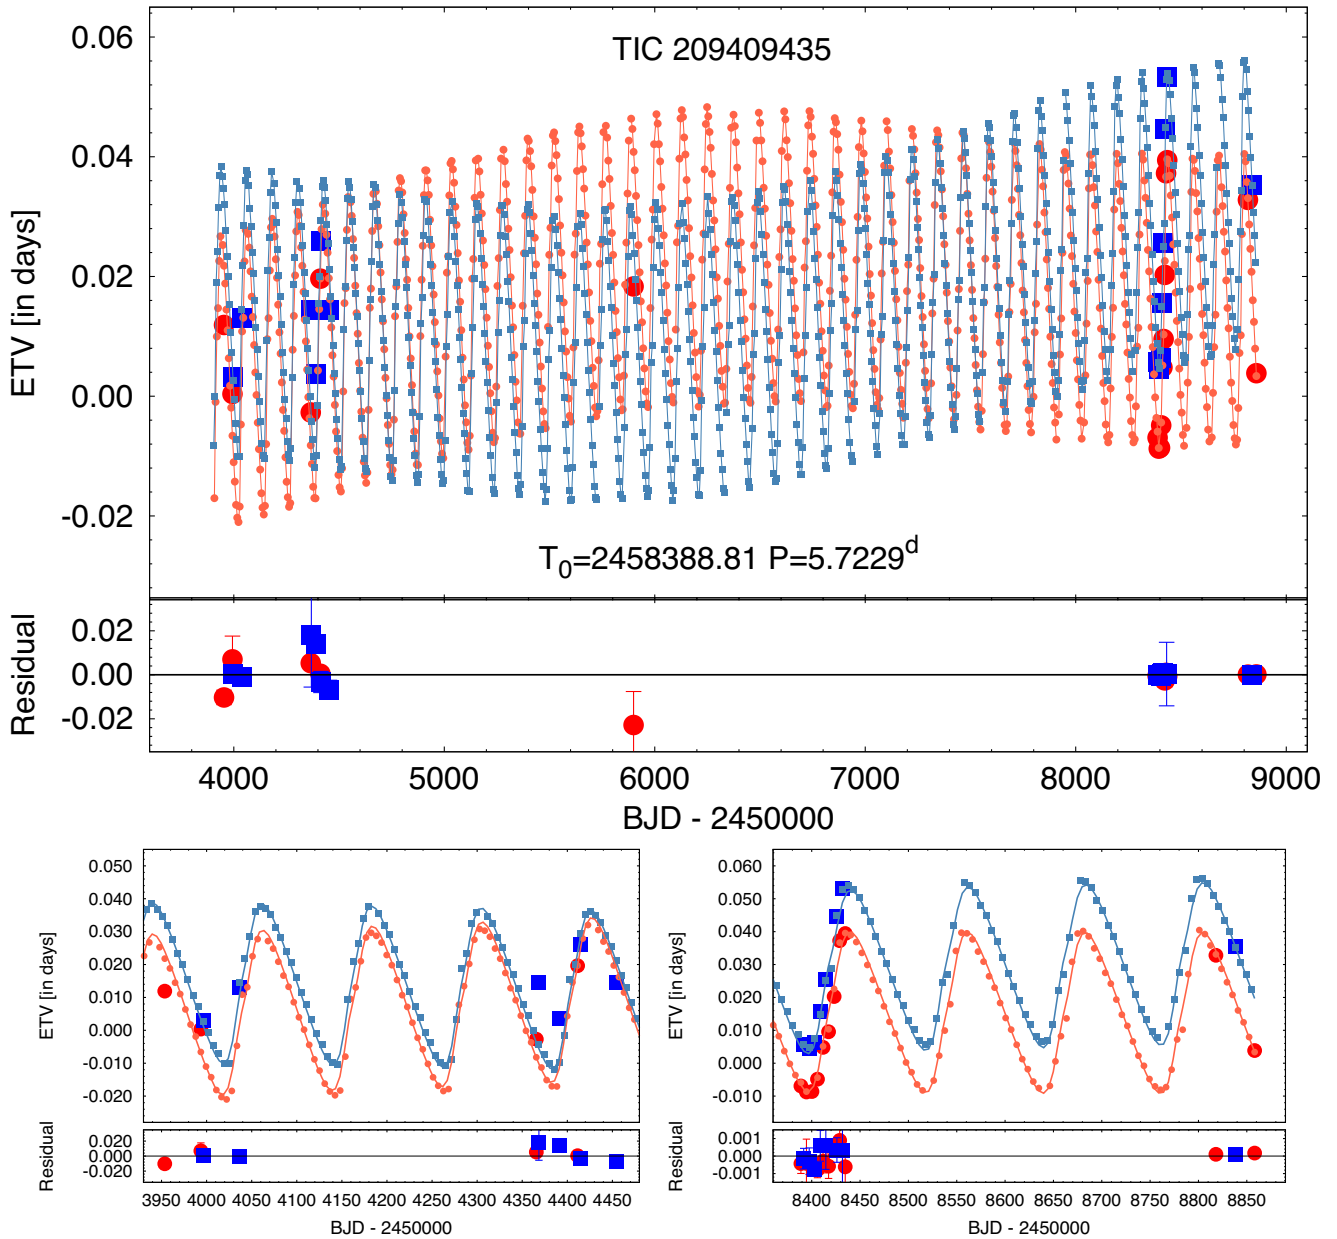 TIC 209409435
ETV [in days]
0.06
0.04
0.02
0.00
-0.02
T0=2458388.81 P=5.7229d
Residual
0.02
0.00
-0.02
4000 5000 6000 7000 8000 9000
BJD - 2450000
ETV [in days]
0.050
0.040
0.030
0.020
0.010
0.000
-0.010
-0.020
Residual
0.020
0.000
-0.020
3950 4000 4050 4100 4150 4200 4250 4300 4350 4400 4450
BJD - 2450000
ETV [in days]
0.060
0.050
0.040
0.030
0.020
0.010
0.000
-0.010
Residual
0.001
0.000
-0.001
8400 8450 8500 8550 8600 8650 8700 8750 8800 8850
BJD - 2450000